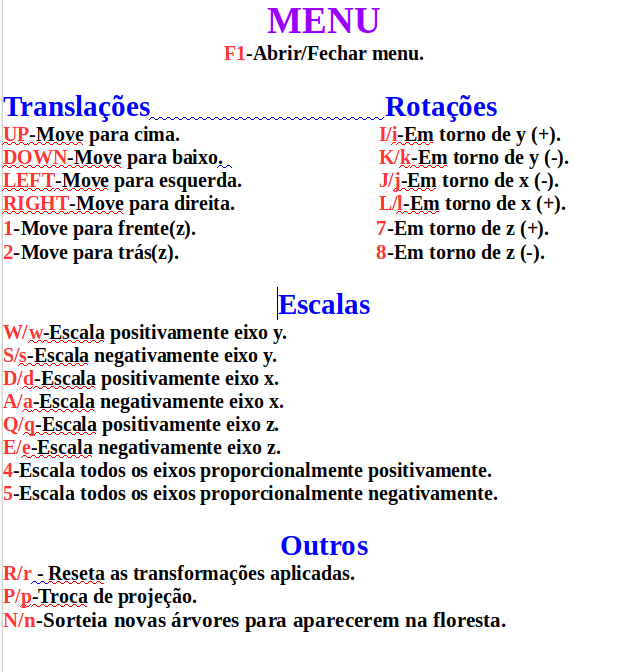 MENU
F1-Abrir/Fechar menu.
Translações Rotações
UP-Move para cima. I/i-Em torno de y (+).
DOWN-Move para baixo. K/k-Em torno de y (-).
LEFT-Move para esquerda. J/j-Em torno de x (-).
RIGHT-Move para direita. L/l-Em torno de x (+).
1-Move para frente(z). 7-Em torno de z (+).
2-Move para trás(z). 8-Em torno de z (-).
Escalas
W/w-Escala positivamente eixo y.
S/s-Escala negativamente eixo y.
D/d-Escala positivamente eixo x.
A/a-Escala negativamente eixo x.
Q/q-Escala positivamente eixo z.
E/e-Escala negativamente eixo z.
4-Escala todos os eixos proporcionalmente positivamente.
5-Escala todos os eixos proporcionalmente negativamente.
Outros
R/r - Reseta as transformações aplicadas.
P/p-Troca de projeção.
N/n-Sorteia novas árvores para aparecerem na floresta.